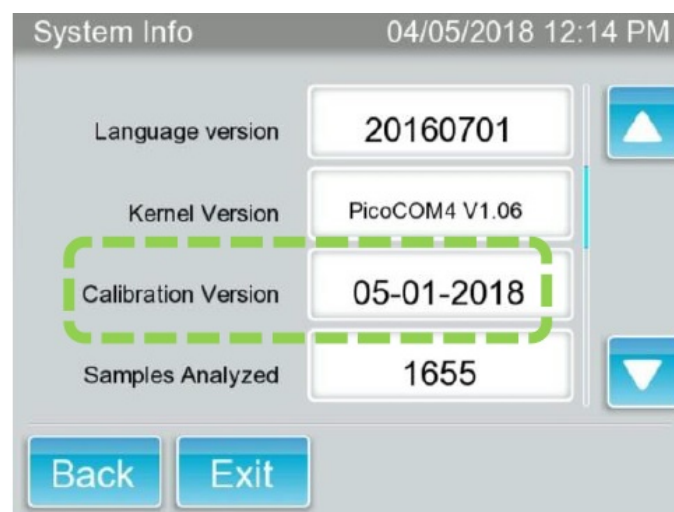 System Info 04/05/2018 12:14 PM
Language version 20160701
Kernel Version PicoCOM4 V1.06
Calibration Version 05-01-2018
Samples Analyzed 1655
Back Exit